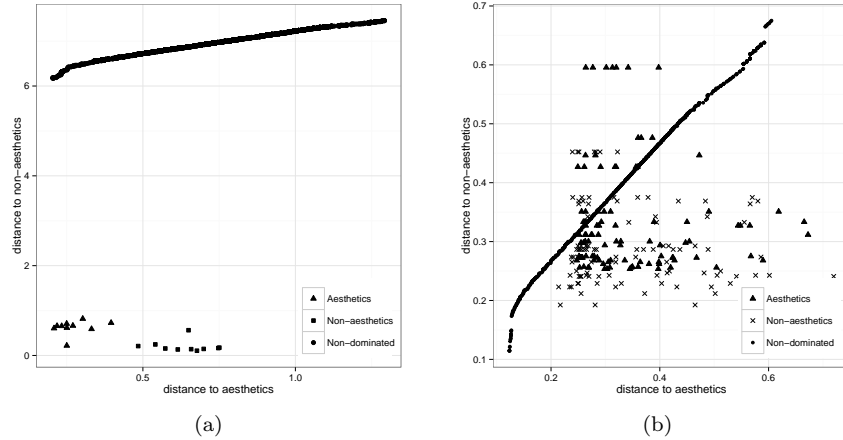 distance to non−aesthetics
6
4
2
0
0.5
1.0
distance to aesthetics
Aesthetics
Non−aesthetics
Non−dominated
(a)
distance to non−aesthetics
0.7
0.6
0.5
0.4
0.3
0.2
0.1
0.2
0.4
0.6
distance to aesthetics
Aesthetics
Non−aesthetics
Non−dominated
(b)